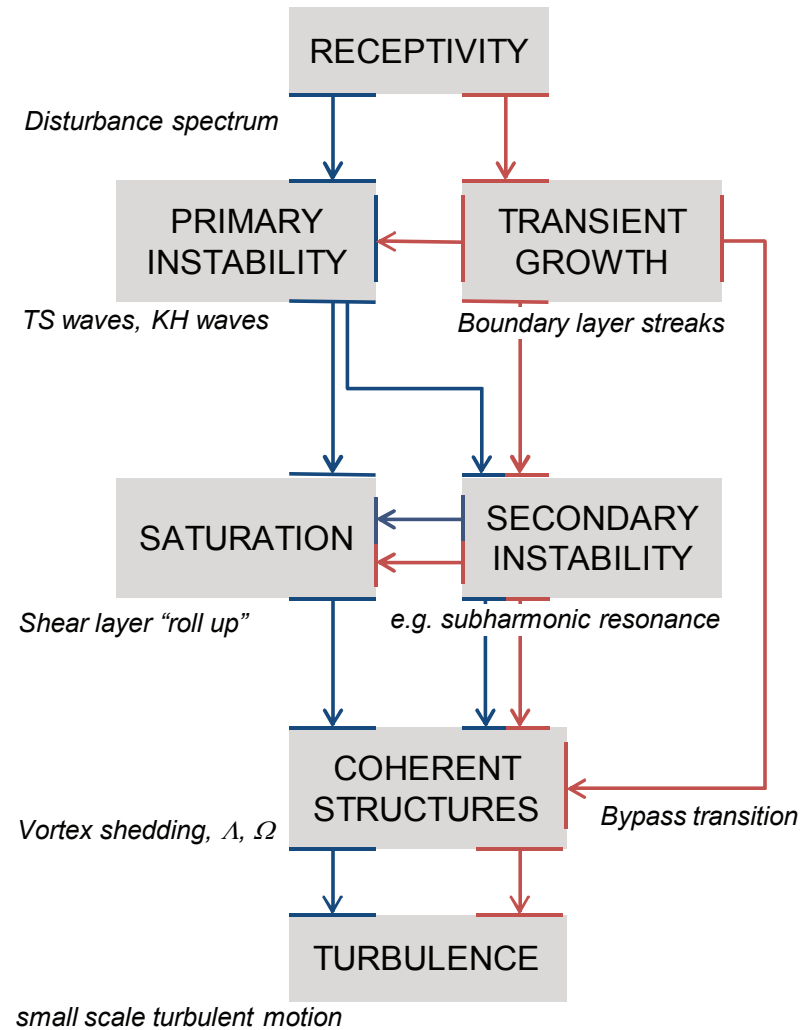 RECEPTIVITY
Disturbance spectrum
PRIMARY
INSTABILITY
TRANSIENT
GROWTH
TS waves, KH waves
Boundary layer streaks
SATURATION
SECONDARY
INSTABILITY
Shear layer “roll up”
e.g. subharmonic resonance
COHERENT
STRUCTURES
Vortex shedding, Λ, Ω
Bypass transition
TURBULENCE
small scale turbulent motion